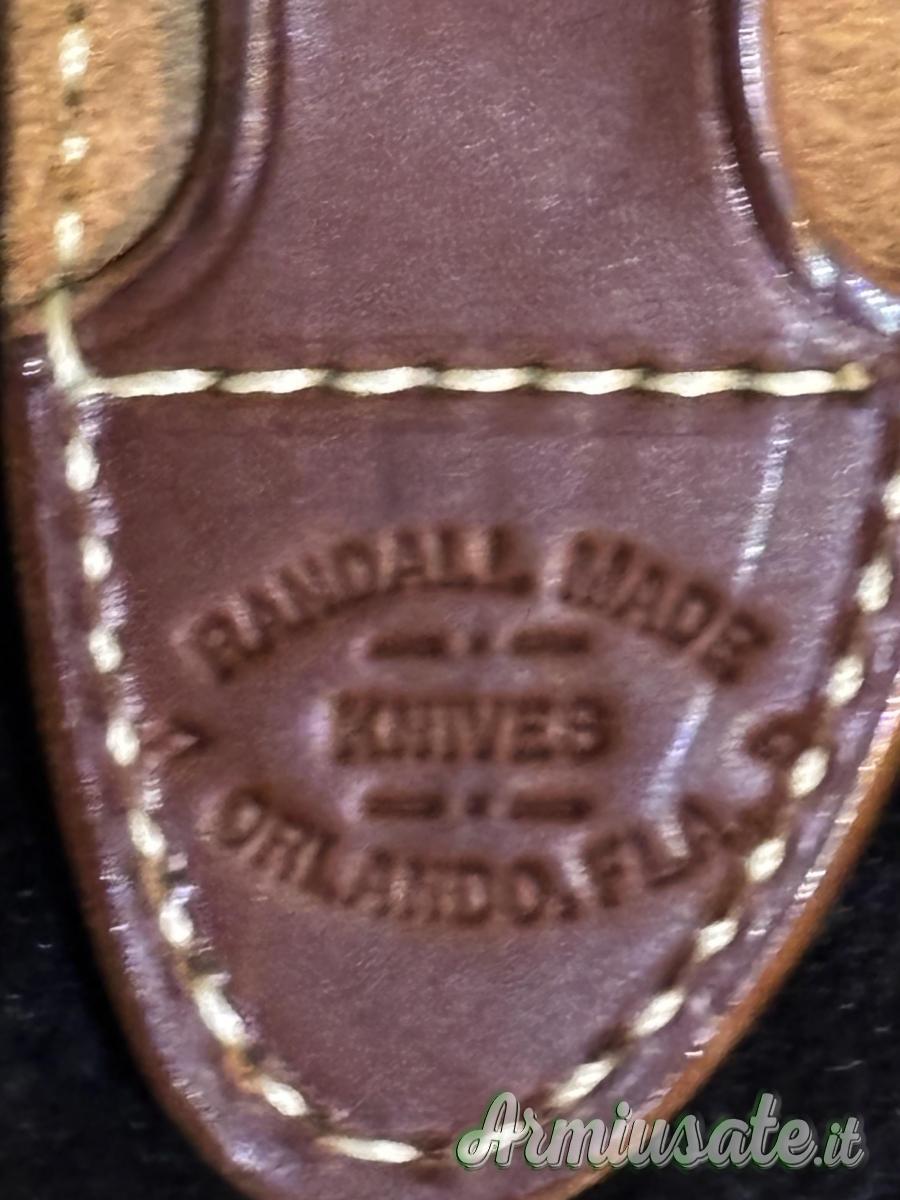 RANDALL MADE
KNIVES
ORLANDO, FLA.
Armiusate.it